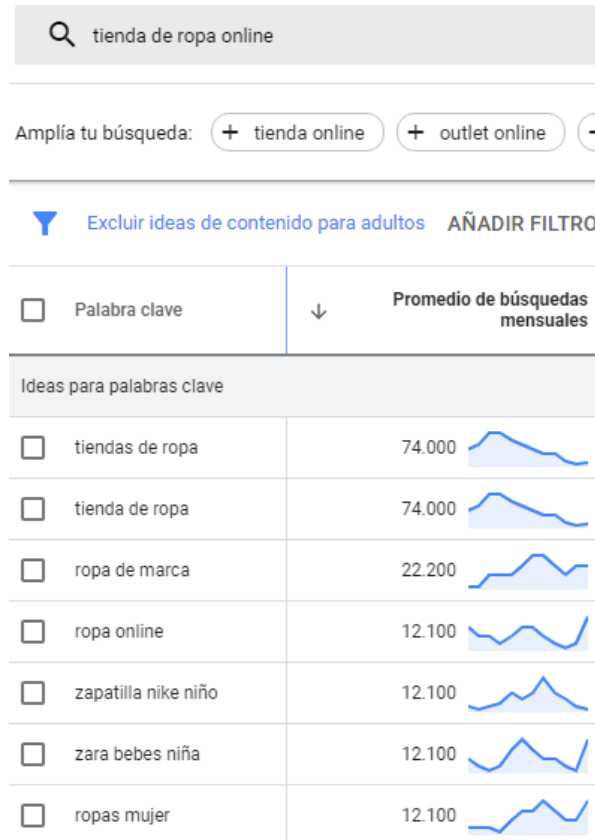 tienda de ropa online
Amplía tu búsqueda: + tienda online + outlet online
Excluir ideas de contenido para adultos AÑADIR FILTRO
Palabra clave
Promedio de búsquedas
mensuales
Ideas para palabras clave
tiendas de ropa 74.000
tienda de ropa 74.000
ropa de marca 22.200
ropa online 12.100
zapatilla nike niño 12.100
zara bebes niña 12.100
ropas mujer 12.100